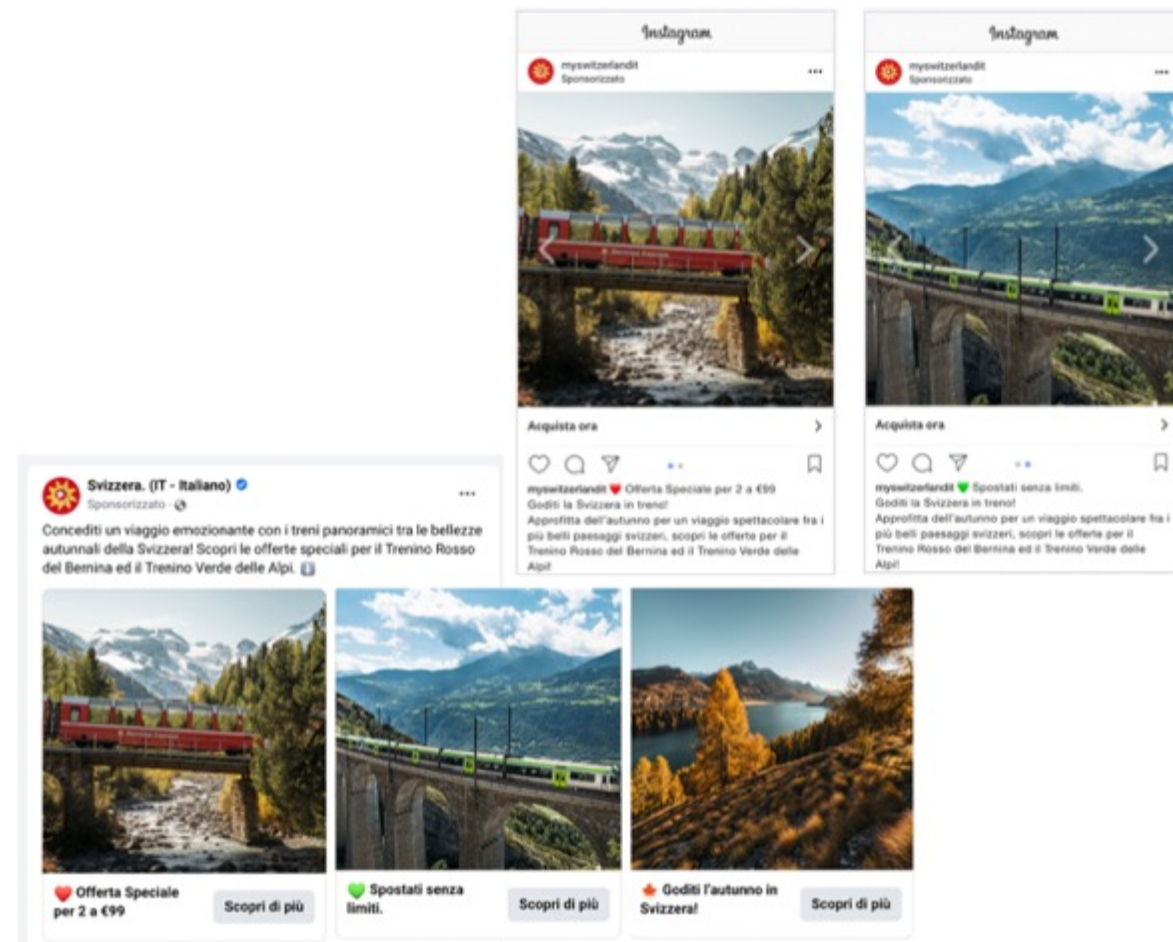 Instagram
myswitzerlandit
Sponsorizzato
Bernina Express
Acquista ora
myswitzerlandit ❤️ Offerta Speciale per 2 a €99
Goditi la Svizzera in treno!
Approfitta dell'autunno per un viaggio spettacolare fra i
più belli paesaggi svizzeri, scopri le offerte per il
Trenino Rosso del Bernina ed il Trenino Verde delle
Alpi!
Instagram
myswitzerlandit
Sponsorizzato
Acquista ora
myswitzerlandit 💚 Spostati senza limiti.
Goditi la Svizzera in treno!
Approfitta dell'autunno per un viaggio spettacolare fra i
più belli paesaggi svizzeri, scopri le offerte per il
Trenino Rosso del Bernina ed il Trenino Verde delle
Alpi!
Svizzera. (IT - Italiano)
Sponsorizzato ·
Concediti un viaggio emozionante con i treni panoramici tra le bellezze
autunnali della Svizzera! Scopri le offerte speciali per il Trenino Rosso
del Bernina ed il Trenino Verde delle Alpi. ⬇️
❤️ Offerta Speciale
per 2 a €99
Scopri di più
💚 Spostati senza
limiti.
Scopri di più
🍁 Goditi l'autunno in
Svizzera!
Scopri di più